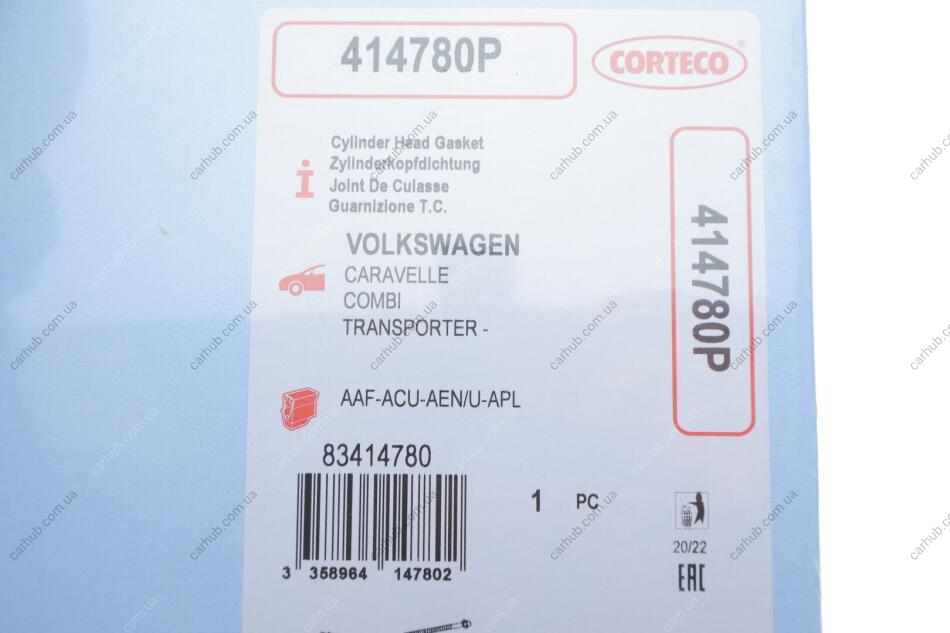 414780P
CORTECO®
Cylinder Head Gasket
Zylinderkopfdichtung
Joint De Culasse
Guarnizione T.C.
VOLKSWAGEN
CARAVELLE
COMBI
TRANSPORTER -
414780P
AAF-ACU-AEN/U-APL
83414780
1 PC
3 358964 147802
20/22
EAC
carhub.com.ua